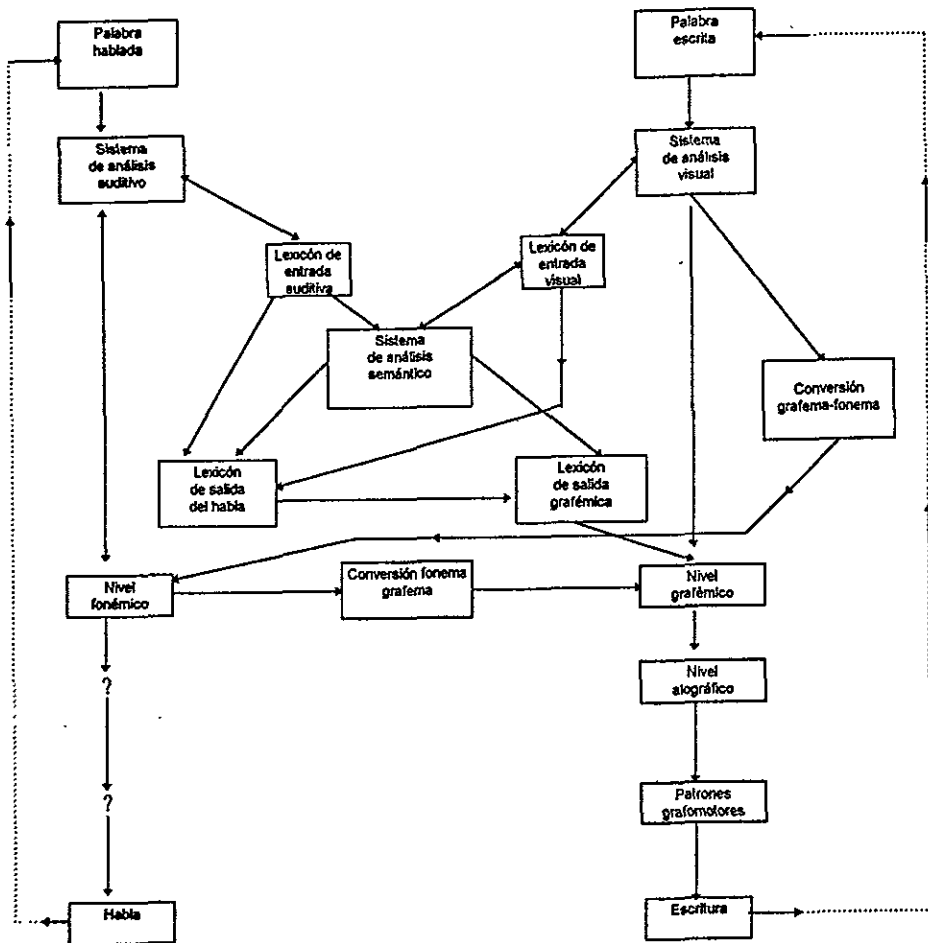 Palabra
hablada
Palabra
escrita
Sistema
de análisis
auditivo
Sistema
de análisis
visual
Lexicón de
entrada
auditiva
Lexicón de
entrada
visual
Sistema
de análisis
semántico
Conversión
grafema-fonema
Lexicón
de salida
del habla
Lexicón
de salida
grafémica
Nivel
fonémico
Conversión fonema
grafema
Nivel
grafémico
?
Nivel
alográfico
?
Patrones
grafomotores
Habla
Escritura